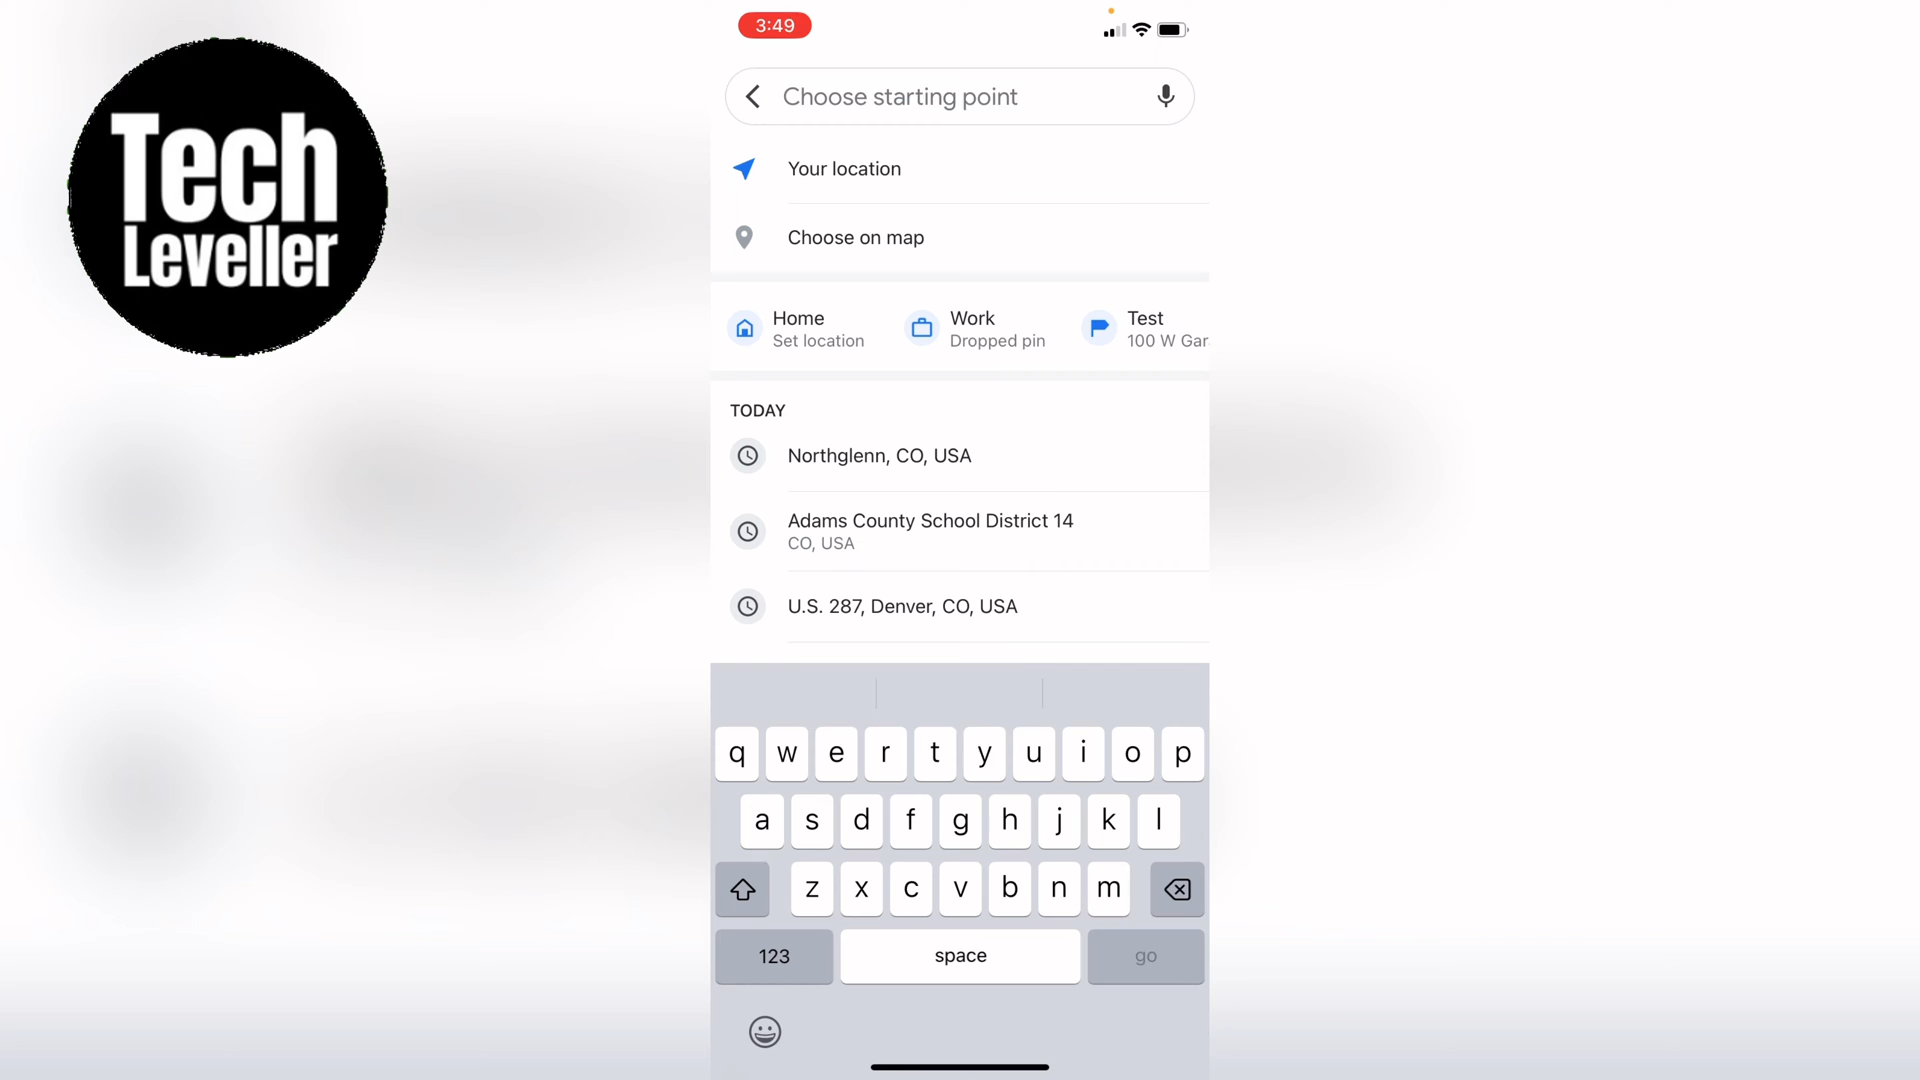 Tech
Leveller
3:49
Choose starting point
Your location
Choose on map
Home
Set location
Work
Dropped pin
Test
100 W Gar
TODAY
Northglenn, CO, USA
Adams County School District 14
CO, USA
U.S. 287, Denver, CO, USA
q w e r t y u i o p
a s d f g h j k l
z x c v b n m
123 space go